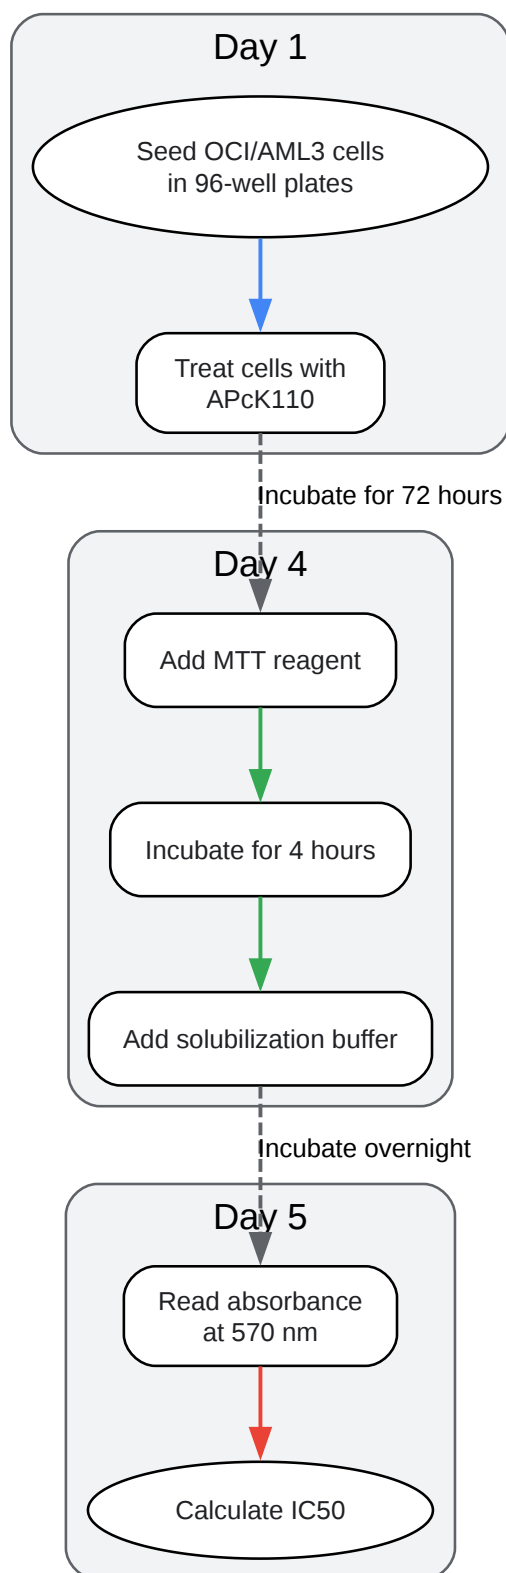 Day 1
Seed OCI/AML3 cells
in 96-well plates
Treat cells with
APcK110
Incubate for 72 hours
Day 4
Add MTT reagent
Incubate for 4 hours
Add solubilization buffer
Incubate overnight
Day 5
Read absorbance
at 570 nm
Calculate IC50